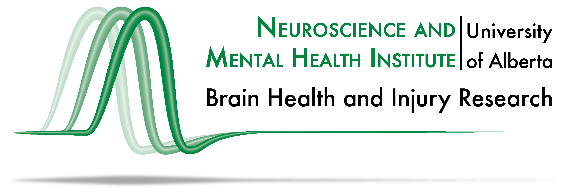 NEUROSCIENCE AND
MENTAL HEALTH INSTITUTE
University
of Alberta
Brain Health and Injury Research